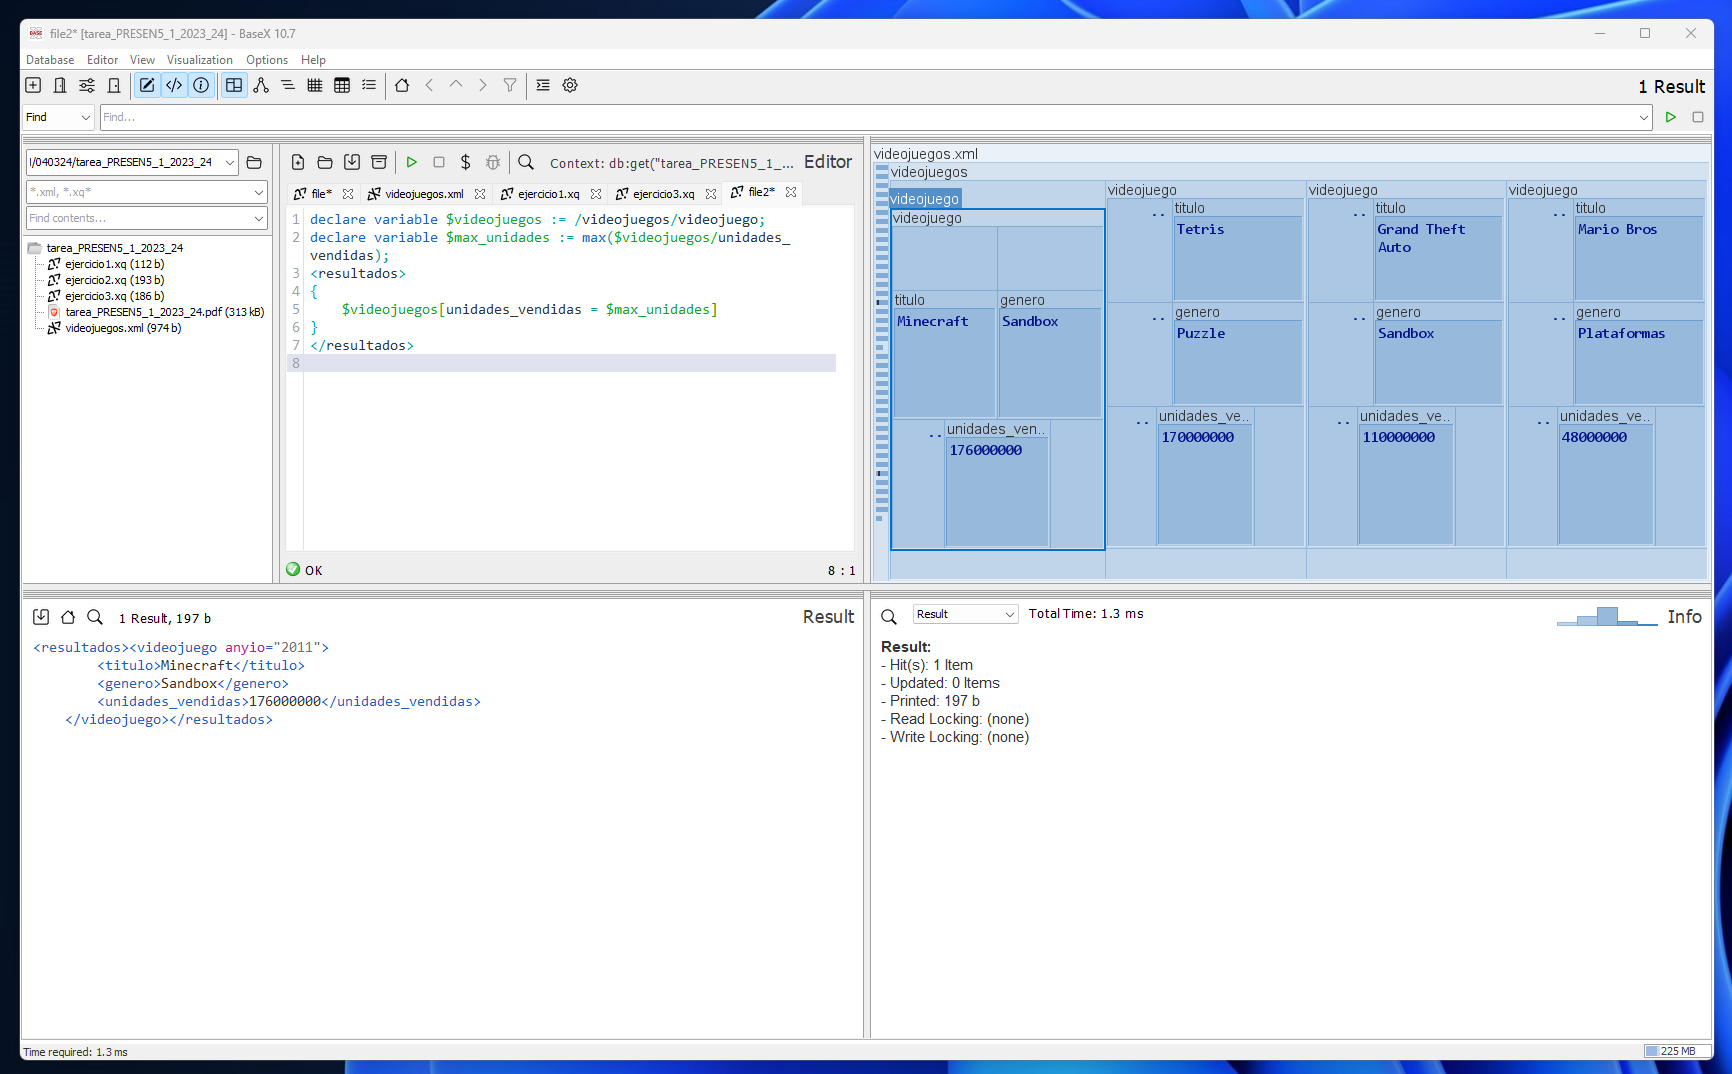 file2* [tarea_PRESEN5_1_2023_24] - BaseX 10.7
Database Editor View Visualization Options Help
1 Result
Find
Find...
l/040324/tarea_PRESEN5_1_2023_24
*.xml, *.xq*
Find contents...
tarea_PRESEN5_1_2023_24
ejercicio1.xq (112 b)
ejercicio2.xq (193 b)
ejercicio3.xq (186 b)
tarea_PRESEN5_1_2023_24.pdf (313 kB)
videojuegos.xml (974 b)
Context: db:get("tarea_PRESEN5_1_... Editor
file* videojuegos.xml ejercicio1.xq ejercicio3.xq file2*
1 declare variable $videojuegos := /videojuegos/videojuego;
2 declare variable $max_unidades := max($videojuegos/unidades_
vendidas);
3 <resultados>
4 {
5 $videojuegos[unidades_vendidas = $max_unidades]
6 }
7 </resultados>
8
OK 8 : 1
videojuegos.xml
videojuegos
videojuego
videojuego
titulo
Minecraft
genero
Sandbox
unidades_ven..
176000000
videojuego
titulo
Tetris
genero
Puzzle
unidades_ve..
170000000
videojuego
titulo
Grand Theft
Auto
genero
Sandbox
unidades_ve..
110000000
videojuego
titulo
Mario Bros
genero
Plataformas
unidades_ve..
48000000
1 Result, 197 b Result
<resultados><videojuego anyio="2011">
<titulo>Minecraft</titulo>
<genero>Sandbox</genero>
<unidades_vendidas>176000000</unidades_vendidas>
</videojuego></resultados>
Result Total Time: 1.3 ms Info
Result:
- Hit(s): 1 Item
- Updated: 0 Items
- Printed: 197 b
- Read Locking: (none)
- Write Locking: (none)
Time required: 1.3 ms
225 MB